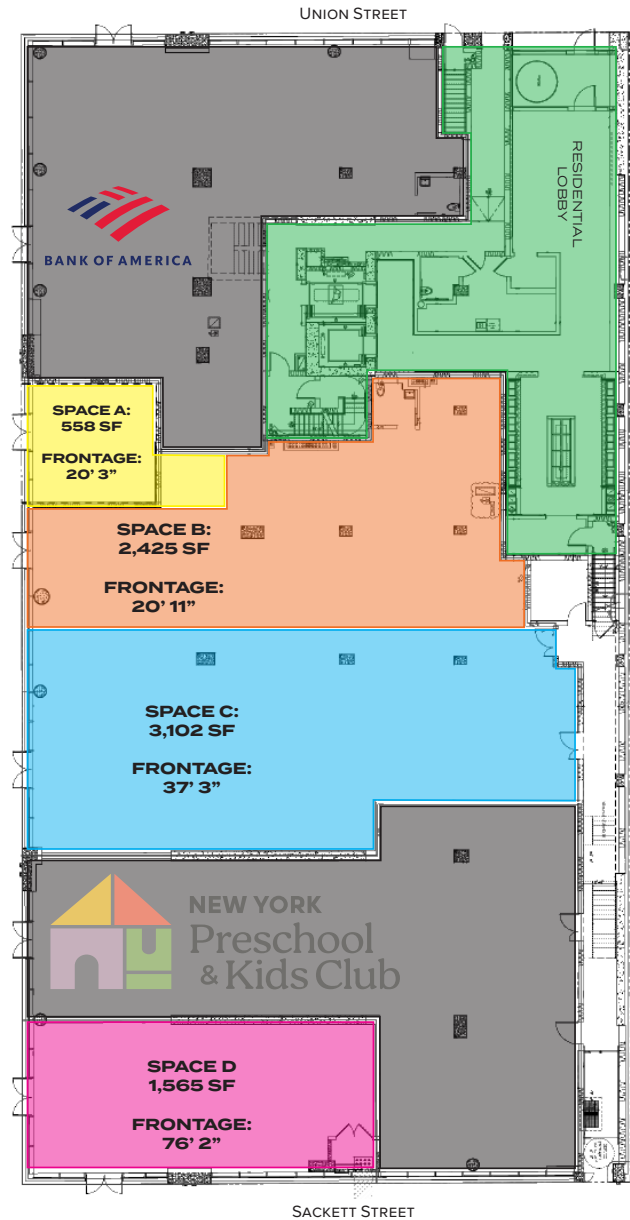 UNION STREET
RESIDENTIAL
LOBBY
BANK OF AMERICA
SPACE A:
558 SF
FRONTAGE:
20' 3”
SPACE B:
2,425 SF
FRONTAGE:
20' 11”
SPACE C:
3,102 SF
FRONTAGE:
37' 3”
NEW YORK
Preschool
& Kids Club
SPACE D
1,565 SF
FRONTAGE:
76' 2”
SACKETT STREET